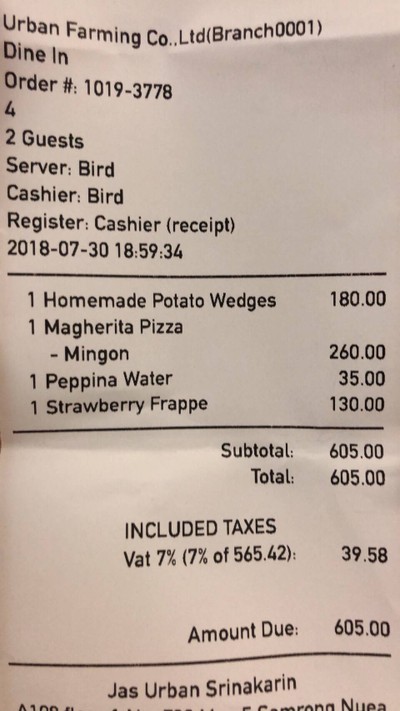 Urban Farming Co..Ltd(Branch0001)
Dine In
Order #: 1019-3778
4
2 Guests
Server: Bird
Cashier: Bird
Register: Cashier (receipt)
2018-07-30 18:59:34
1 Homemade Potato Wedges 180.00
1 Magherita Pizza
- Mingon 260.00
1 Peppina Water 35.00
1 Strawberry Frappe 130.00
Subtotal: 605.00
Total: 605.00
INCLUDED TAXES
Vat 7% (7% of 565.42): 39.58
Amount Due: 605.00
Jas Urban Srinakarin
Samrong Nuea